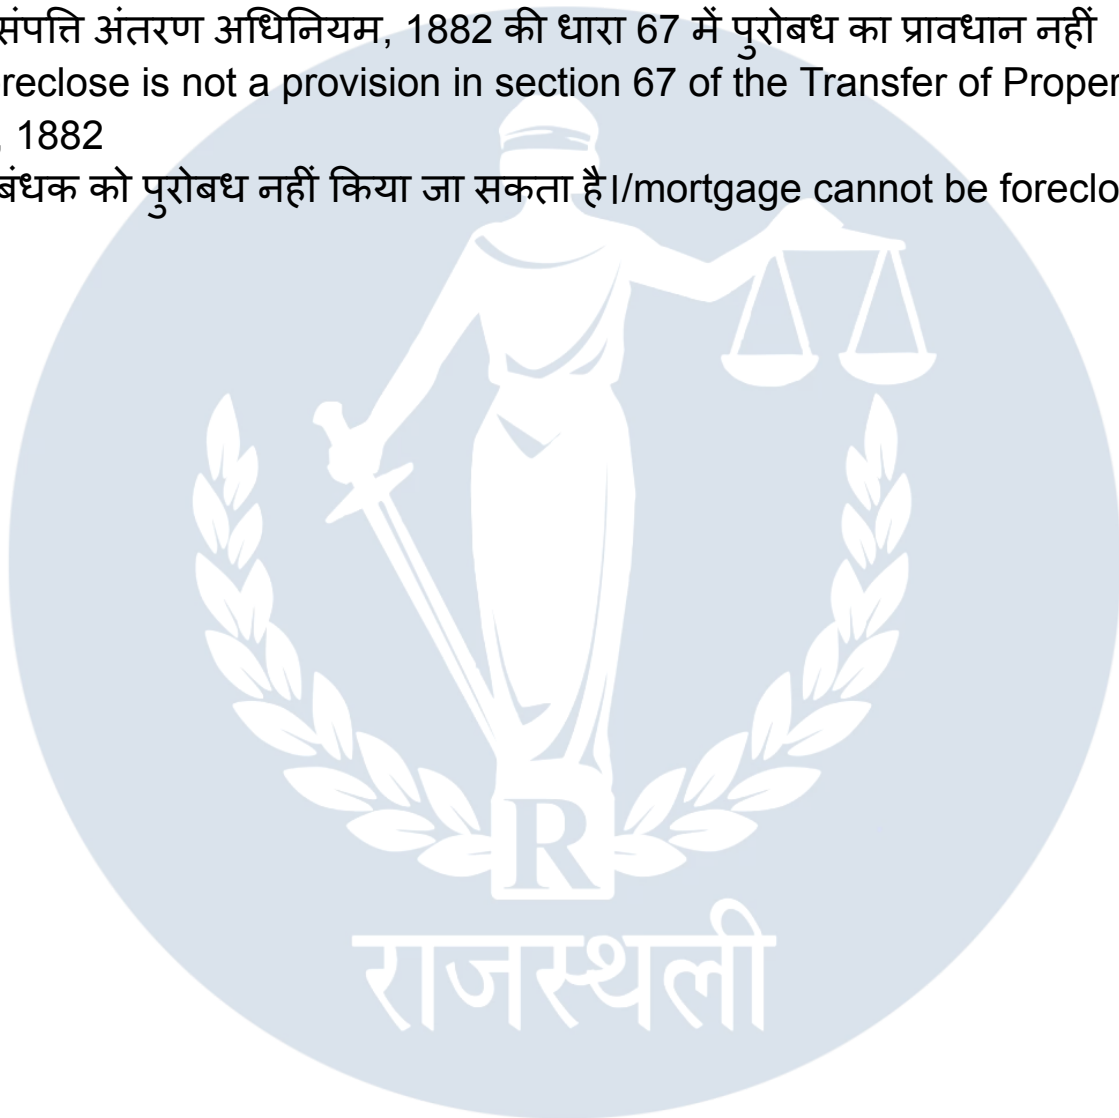 संपत्ति अंतरण अधिनियम, 1882 की धारा 67 में पुरोबध का प्रावधान नहीं
reclose is not a provision in section 67 of the Transfer of Proper
, 1882
बंधक को पुरोबध नहीं किया जा सकता है।/mortgage cannot be foreclo
R
राजस्थली